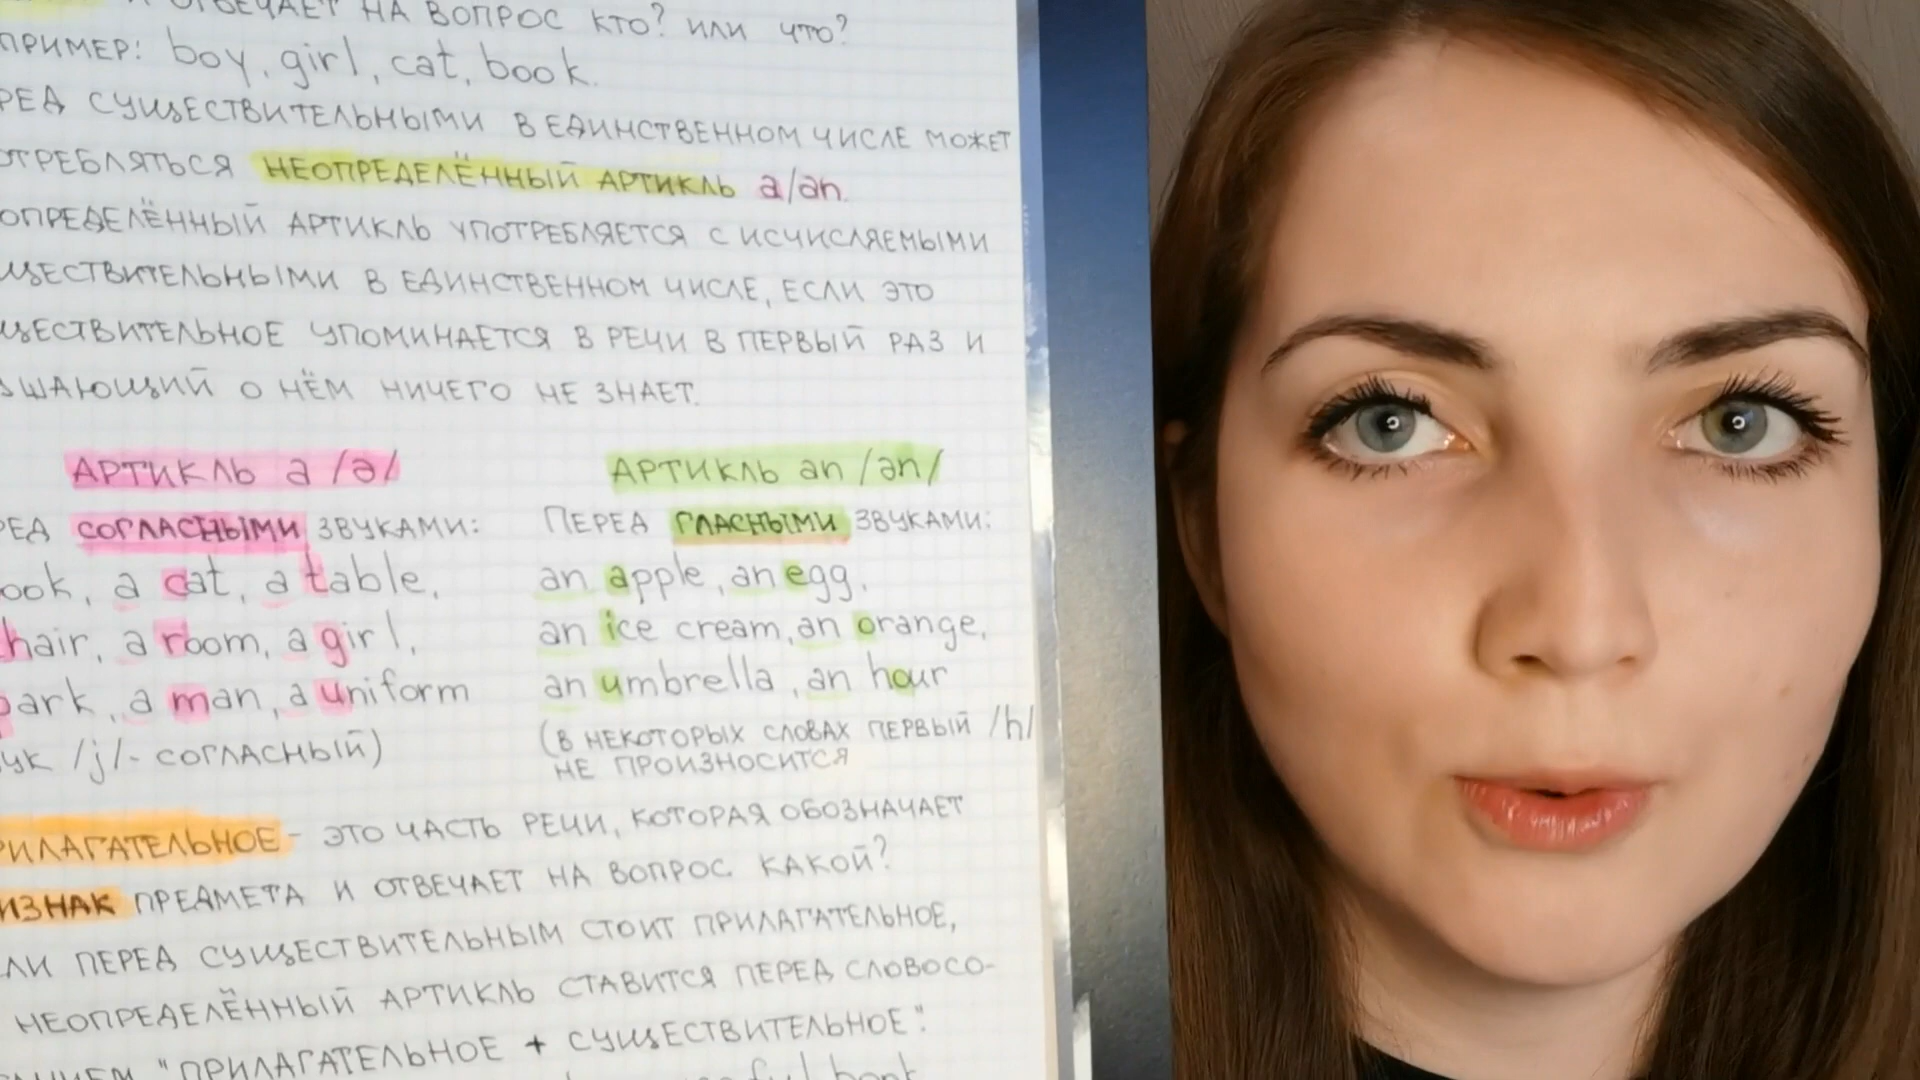 И ОТВЕЧАЕТ НА ВОПРОС КТО? ИЛИ ЧТО?
ПРИМЕР: boy, girl, cat, book.
РЕД СУЩЕСТВИТЕЛЬНЫМИ В ЕДИНСТВЕННОМ ЧИСЛЕ МОЖЕТ
ОТРЕБЛЯТЬСЯ НЕОПРЕДЕЛЁННЫЙ АРТИКЛЬ a/an.
ОПРЕДЕЛЁННЫЙ АРТИКЛЬ УПОТРЕБЛЯЕТСЯ С ИСЧИСЛЯЕМЫМИ
ЩЕСТВИТЕЛЬНЫМИ В ЕДИНСТВЕННОМ ЧИСЛЕ, ЕСЛИ ЭТО
ЩЕСТВИТЕЛЬНОЕ УПОМИНАЕТСЯ В РЕЧИ В ПЕРВЫЙ РАЗ И
ШАЮЩИЙ О НЁМ НИЧЕГО НЕ ЗНАЕТ.
АРТИКЛЬ a /ə/
РЕД СОГЛАСНЫМИ ЗВУКАМИ:
ook, a cat, a table,
hair, a room, a girl,
park, a man, a uniform
ук /j/- СОГЛАСНЫЙ)
АРТИКЛЬ an /ən/
ПЕРЕД ГЛАСНЫМИ ЗВУКАМИ:
an apple, an egg,
an ice cream, an orange,
an umbrella, an hour
(В НЕКОТОРЫХ СЛОВАХ ПЕРВЫЙ /h/
НЕ ПРОИЗНОСИТСЯ
РИЛАГАТЕЛЬНОЕ - ЭТО ЧАСТЬ РЕЧИ, КОТОРАЯ ОБОЗНАЧАЕТ
ИЗНАК ПРЕДМЕТА И ОТВЕЧАЕТ НА ВОПРОС КАКОЙ?
ЛИ ПЕРЕД СУЩЕСТВИТЕЛЬНЫМ СТОИТ ПРИЛАГАТЕЛЬНОЕ,
НЕОПРЕДЕЛЁННЫЙ АРТИКЛЬ СТАВИТСЯ ПЕРЕД СЛОВОСО-
"ПРИЛАГАТЕЛЬНОЕ + СУЩЕСТВИТЕЛЬНОЕ":